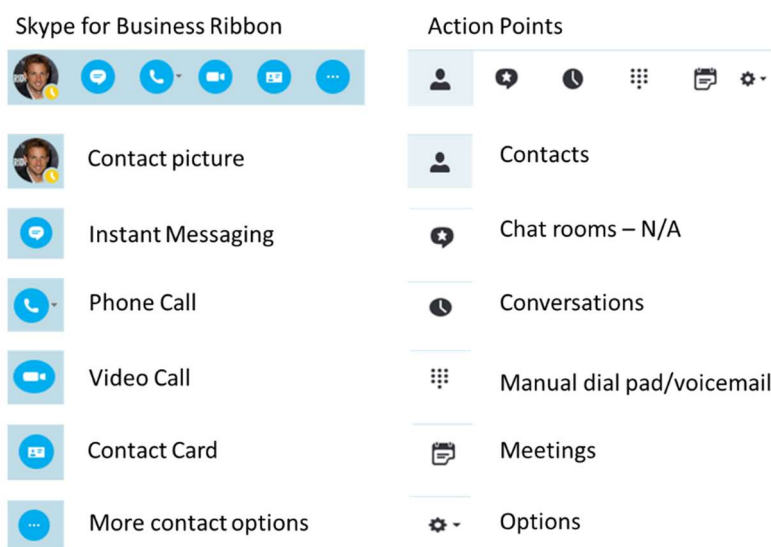 Skype for Business Ribbon
Action Points
Contact picture
Contacts
Instant Messaging
Chat rooms – N/A
Phone Call
Conversations
Video Call
Manual dial pad/voicemail
Contact Card
Meetings
More contact options
Options